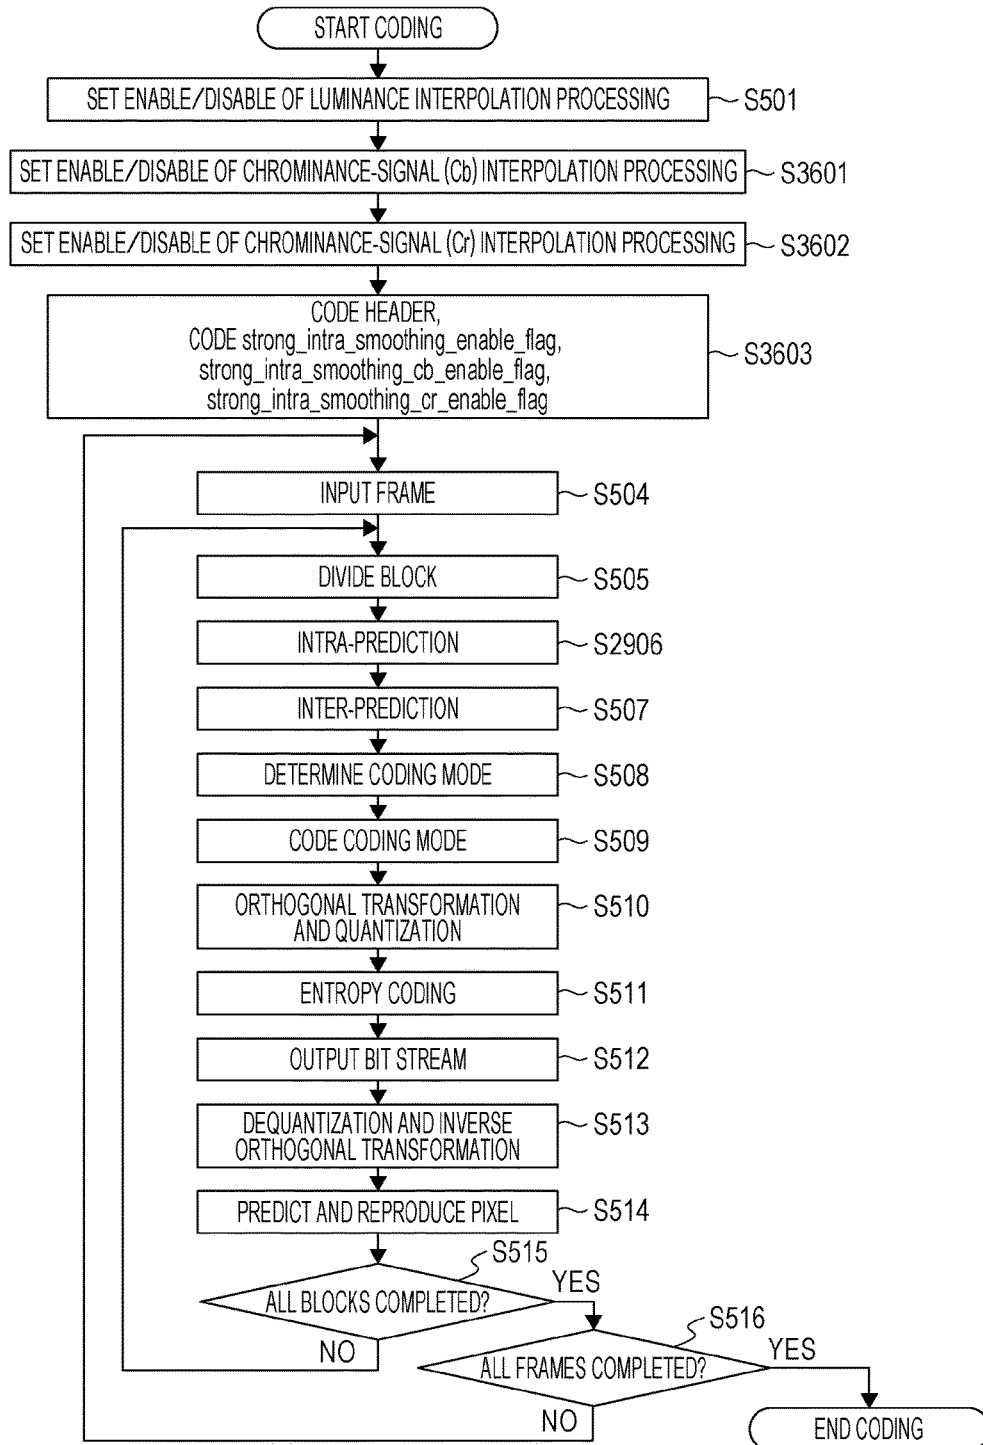 START CODING
SET ENABLE/DISABLE OF LUMINANCE INTERPOLATION PROCESSING
S501
SET ENABLE/DISABLE OF CHROMINANCE-SIGNAL (Cb) INTERPOLATION PROCESSING
S3601
SET ENABLE/DISABLE OF CHROMINANCE-SIGNAL (Cr) INTERPOLATION PROCESSING
S3602
CODE HEADER,
CODE strong_intra_smoothing_enable_flag,
strong_intra_smoothing_cb_enable_flag,
strong_intra_smoothing_cr_enable_flag
S3603
INPUT FRAME
S504
DIVIDE BLOCK
S505
INTRA-PREDICTION
S2906
INTER-PREDICTION
S507
DETERMINE CODING MODE
S508
CODE CODING MODE
S509
ORTHOGONAL TRANSFORMATION
AND QUANTIZATION
S510
ENTROPY CODING
S511
OUTPUT BIT STREAM
S512
DEQUANTIZATION AND INVERSE
ORTHOGONAL TRANSFORMATION
S513
PREDICT AND REPRODUCE PIXEL
S514
S515
ALL BLOCKS COMPLETED?
YES
NO
S516
ALL FRAMES COMPLETED?
YES
NO
END CODING